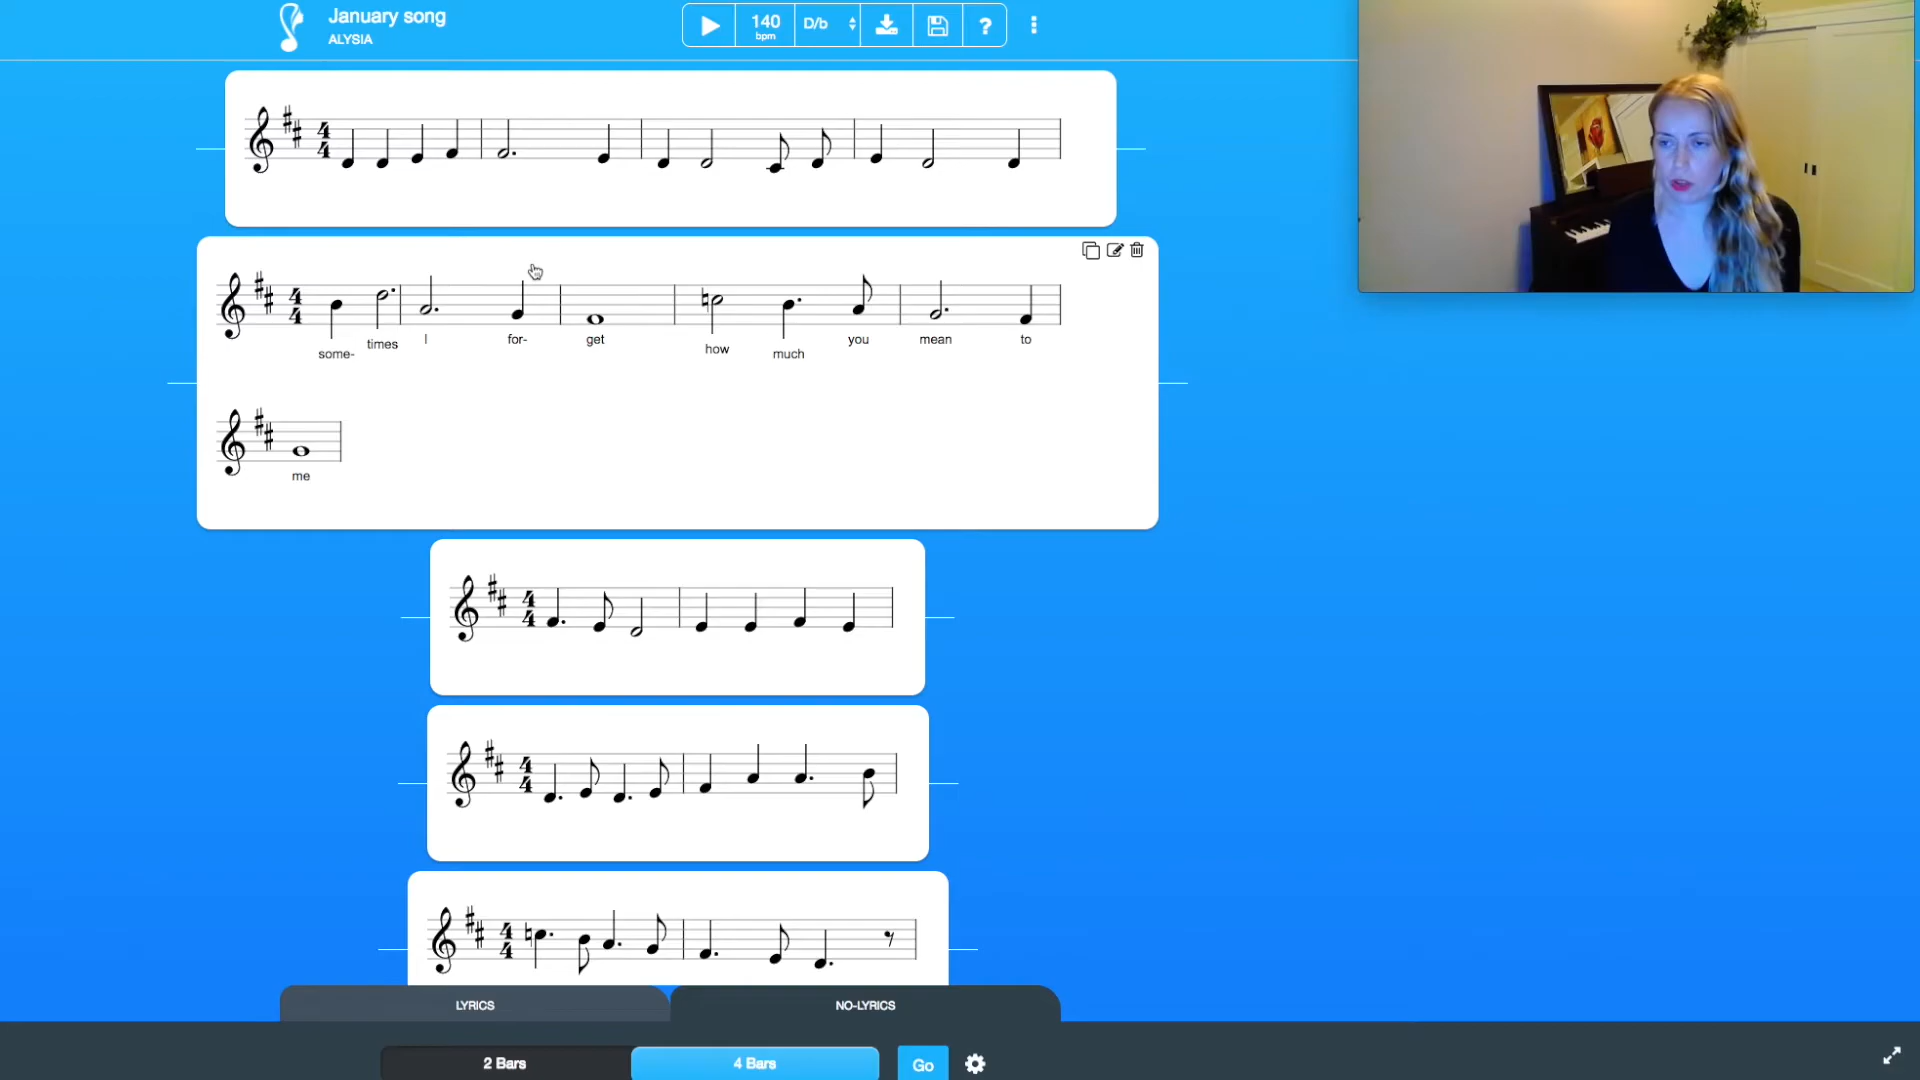 January song
ALYSIA
140
bpm
D/b
?
some- times I for- get how much you mean to
me
LYRICS
NO-LYRICS
2 Bars
4 Bars
Go